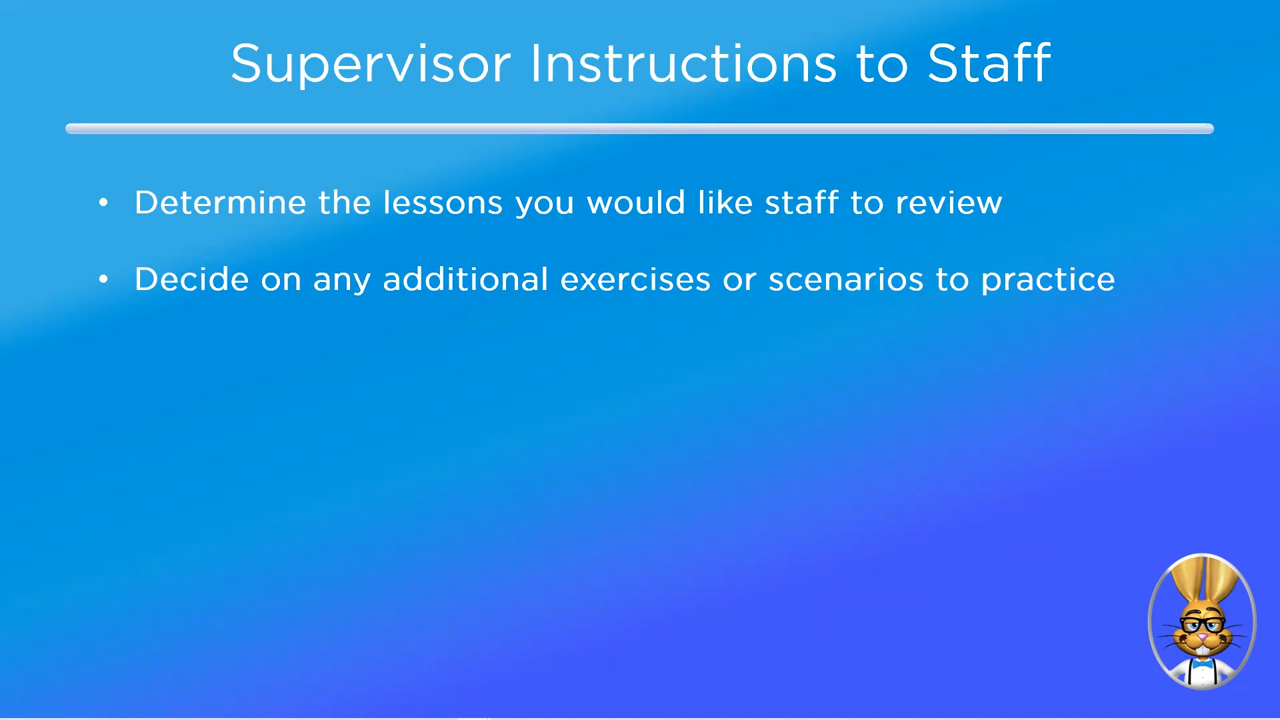 Supervisor Instructions to Staff
• Determine the lessons you would like staff to review
• Decide on any additional exercises or scenarios to practice